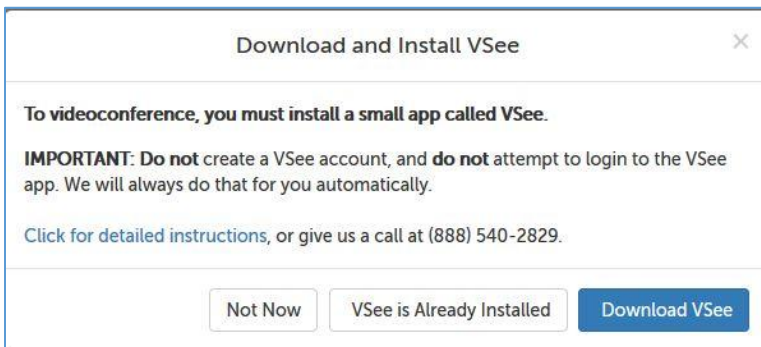 Download and Install VSee
×
To videoconference, you must install a small app called VSee.
IMPORTANT: Do not create a VSee account, and do not attempt to login to the VSee
app. We will always do that for you automatically.
Click for detailed instructions, or give us a call at (888) 540-2829.
Not Now VSee is Already Installed Download VSee